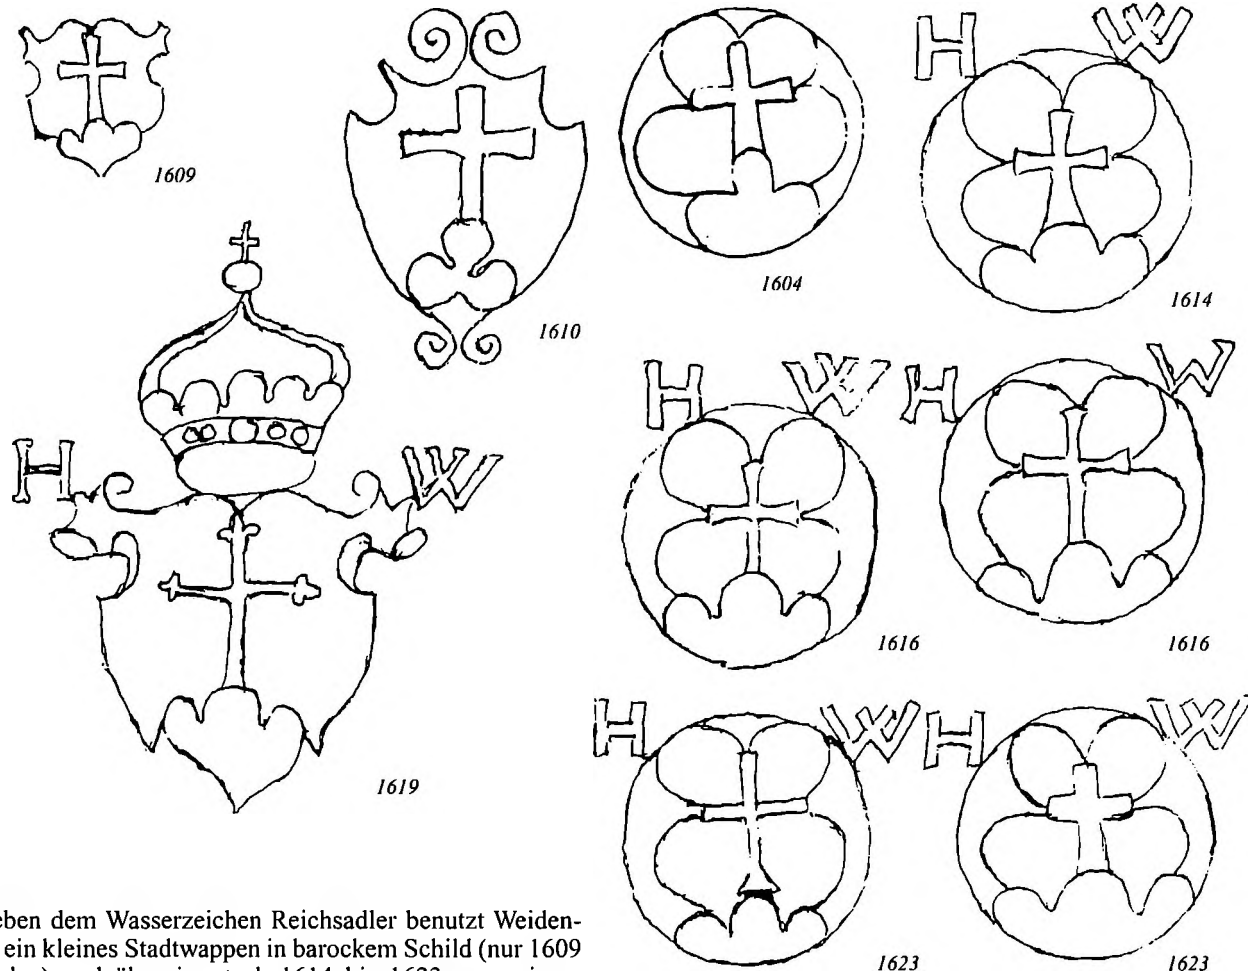 H W
1609
1610
1604
1614
H W
H W
H W
1619
1616
1616
H W
H W
1623
1623
eben dem Wasserzeichen Reichsadler benutzt Weiden-
ein kleines Stadtwappen in barockem Schild (nur 1609
1614 bis 1623